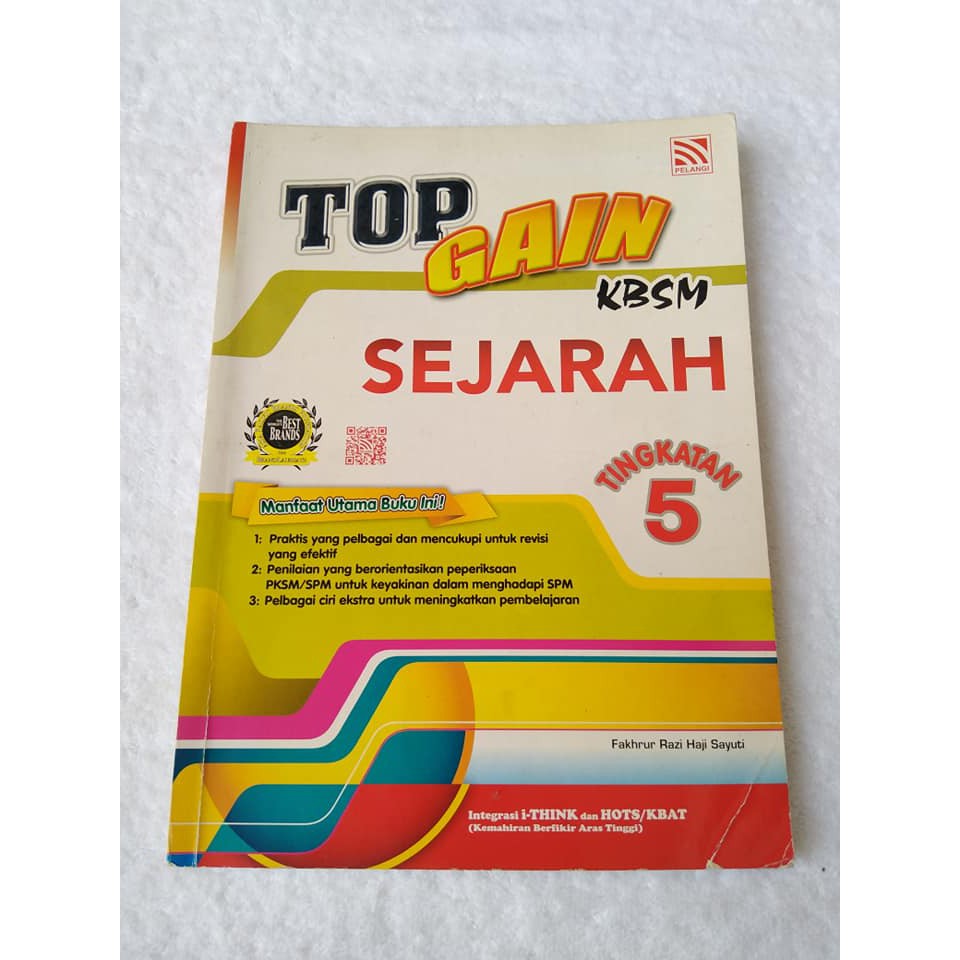 PELANGI
TOP
GAIN
KBSM
SEJARAH
THE
WORLD'S BEST
BRANDS
TINGKATAN
5
Manfaat Utama Buku Ini!
1: Praktis yang pelbagai dan mencukupi untuk revisi
yang efektif
2: Penilaian yang berorientasikan peperiksaan
PKSM/SPM untuk keyakinan dalam menghadapi SPM
3: Pelbagai ciri ekstra untuk meningkatkan pembelajaran
Fakhrur Razi Haji Sayuti
Integrasi i-THINK dan HOTS/KBAT
(Kemahiran Berfikir Aras Tinggi)